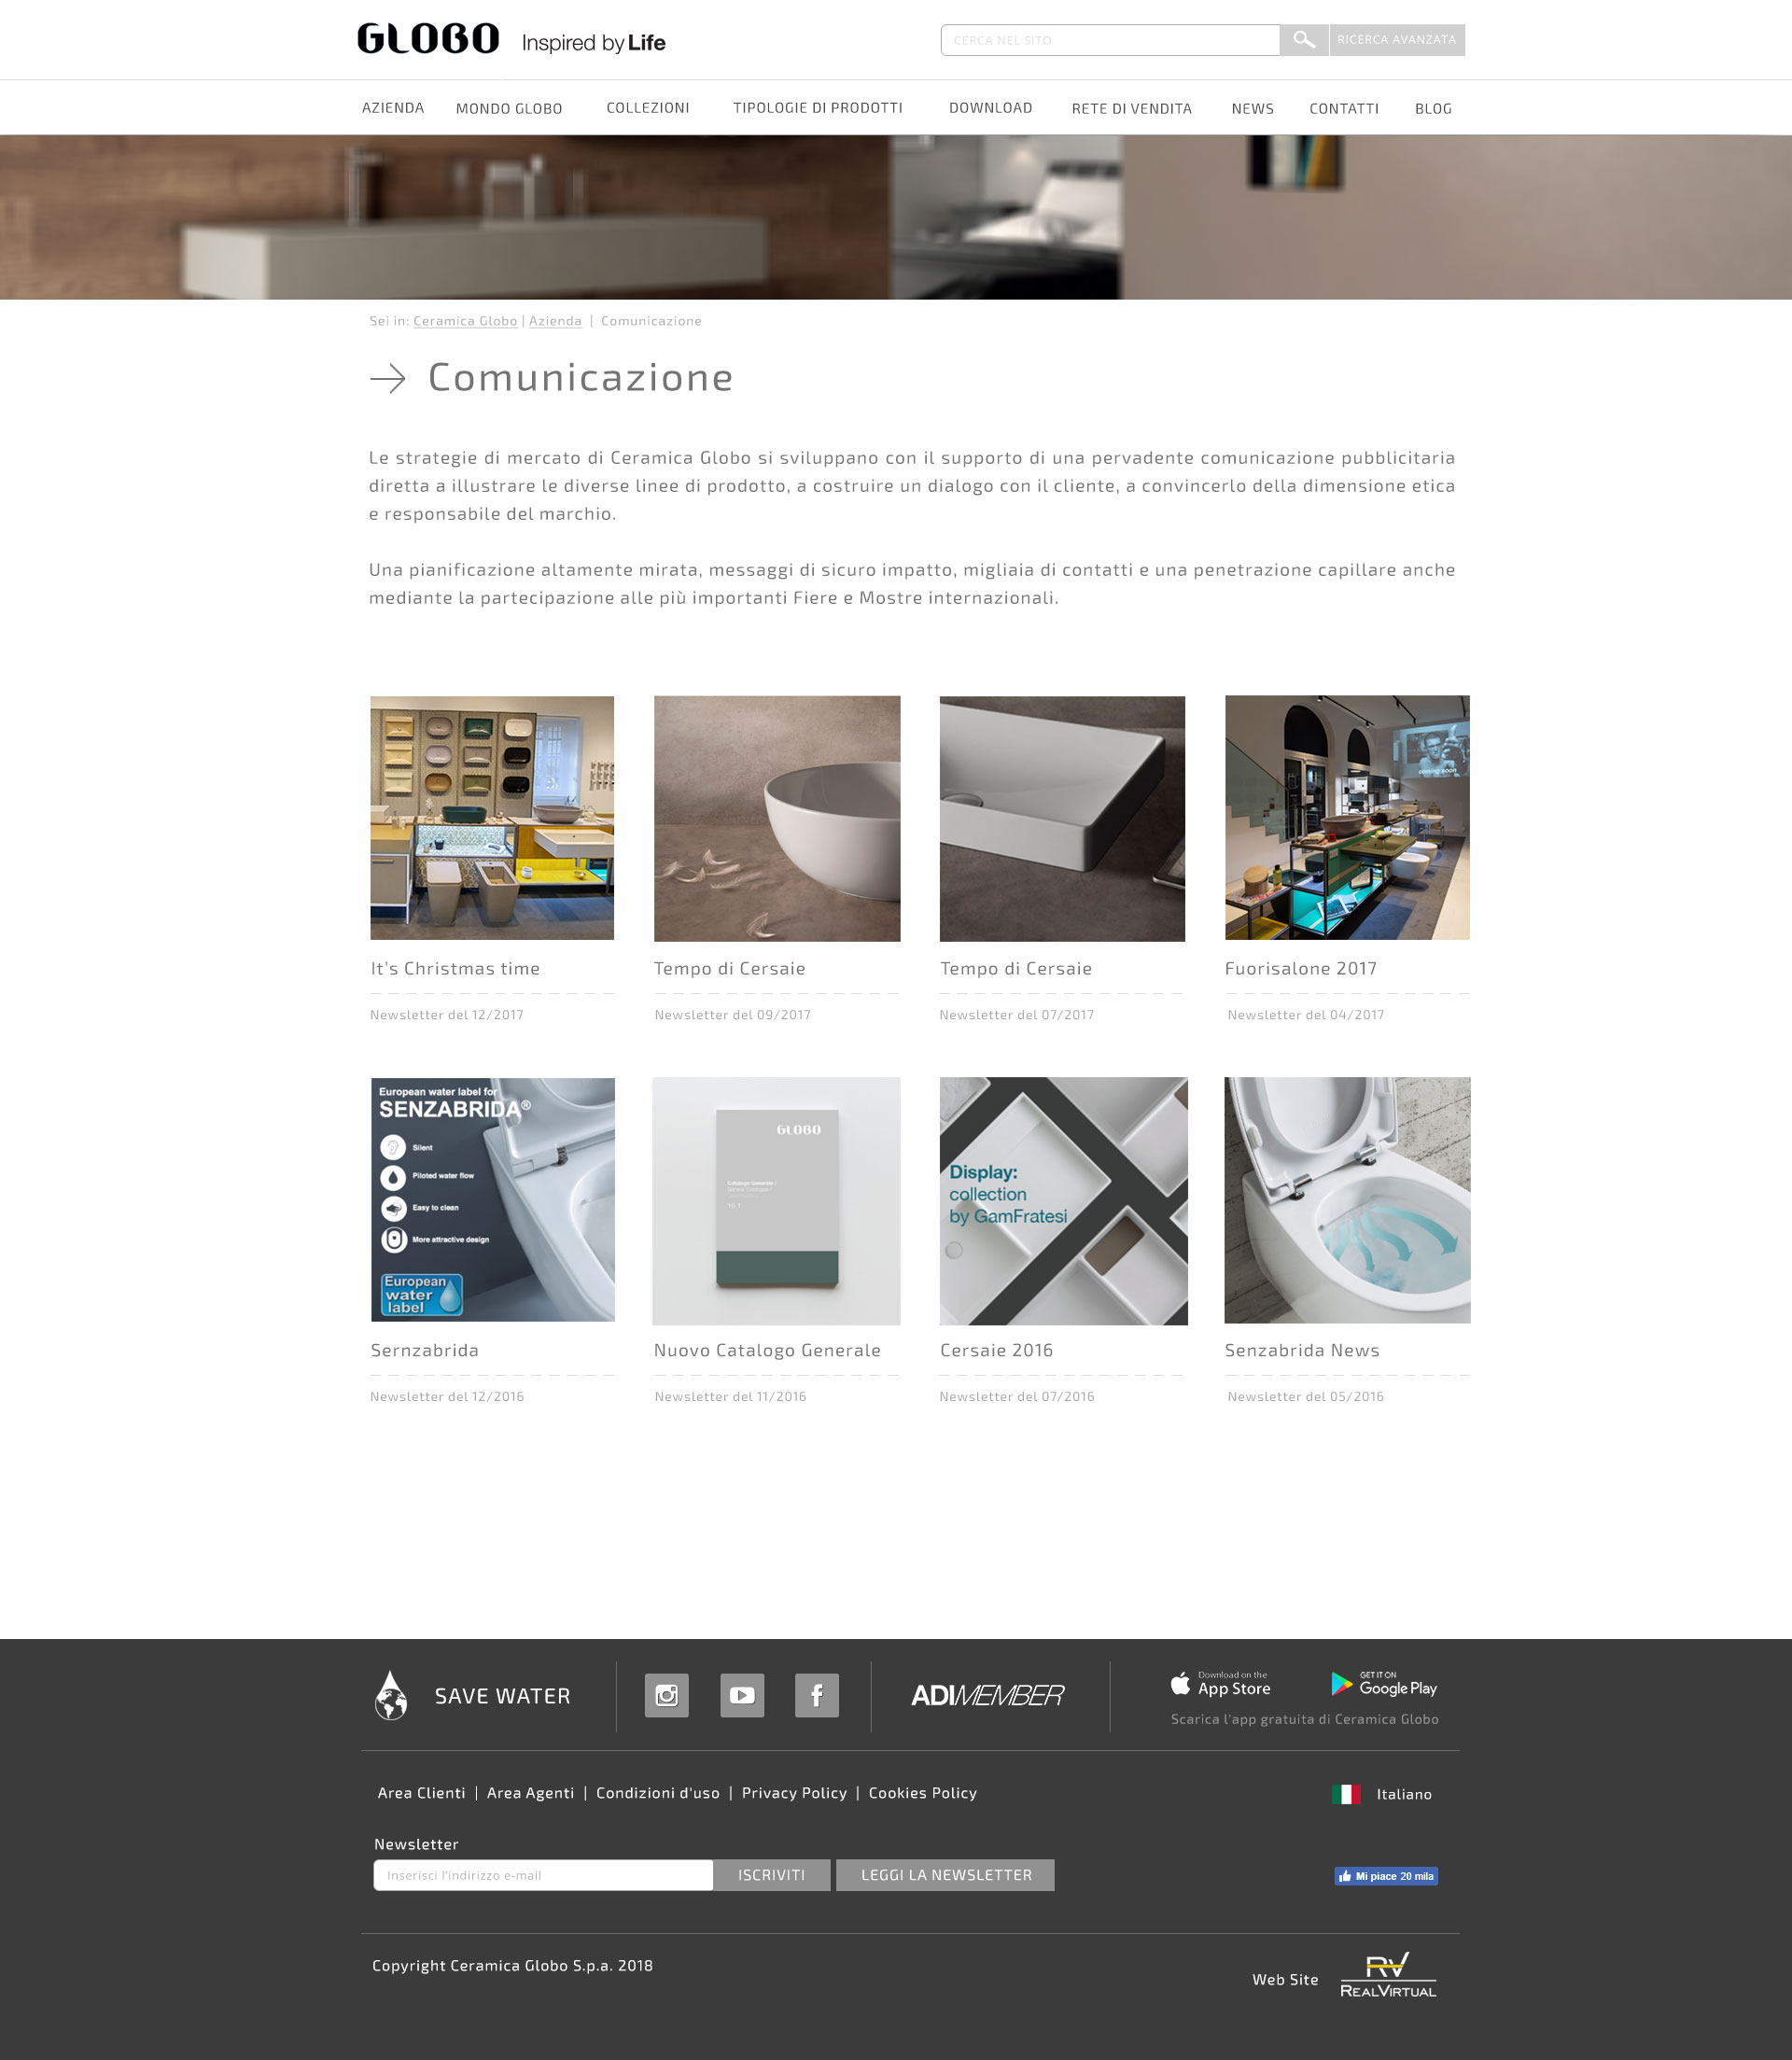 GLOBO Inspired by Life
CERCA NEL SITO
RICERCA AVANZATA
AZIENDA MONDO GLOBO COLLEZIONI TIPOLOGIE DI PRODOTTI DOWNLOAD RETE DI VENDITA NEWS CONTATTI BLOG
Sei in: Ceramica Globo | Azienda | Comunicazione
Comunicazione
Le strategie di mercato di Ceramica Globo si sviluppano con il supporto di una pervadente comunicazione pubblicitaria
diretta a illustrare le diverse linee di prodotto, a costruire un dialogo con il cliente, a convincerlo della dimensione etica
e responsabile del marchio.
Una pianificazione altamente mirata, messaggi di sicuro impatto, migliaia di contatti e una penetrazione capillare anche
mediante la partecipazione alle più importanti Fiere e Mostre internazionali.
coming soon
It's Christmas time
Newsletter del 12/2017
Tempo di Cersaie
Newsletter del 09/2017
Tempo di Cersaie
Newsletter del 07/2017
Fuorisalone 2017
Newsletter del 04/2017
European water label for
SENZABRIDA®
Silent
Piloted water flow
Easy to clean
More attractive design
European
water
label
Sernzabrida
Newsletter del 12/2016
GLOBO
Catalogo Generale /
Nuovo Catalogo Generale
Newsletter del 11/2016
Display:
collection
by GamFratesi
Cersaie 2016
Newsletter del 07/2016
Senzabrida News
Newsletter del 05/2016
SAVE WATER
ADIMEMBER
Download on the
App Store
GET IT ON
Google Play
Scarica l'app gratuita di Ceramica Globo
Area Clienti | Area Agenti | Condizioni d'uso | Privacy Policy | Cookies Policy
Italiano
Newsletter
Inserisci l'indirizzo e-mail
ISCRIVITI
LEGGI LA NEWSLETTER
Mi piace 20 mila
Copyright Ceramica Globo S.p.a. 2018
Web Site
RV
REALVIRTUAL